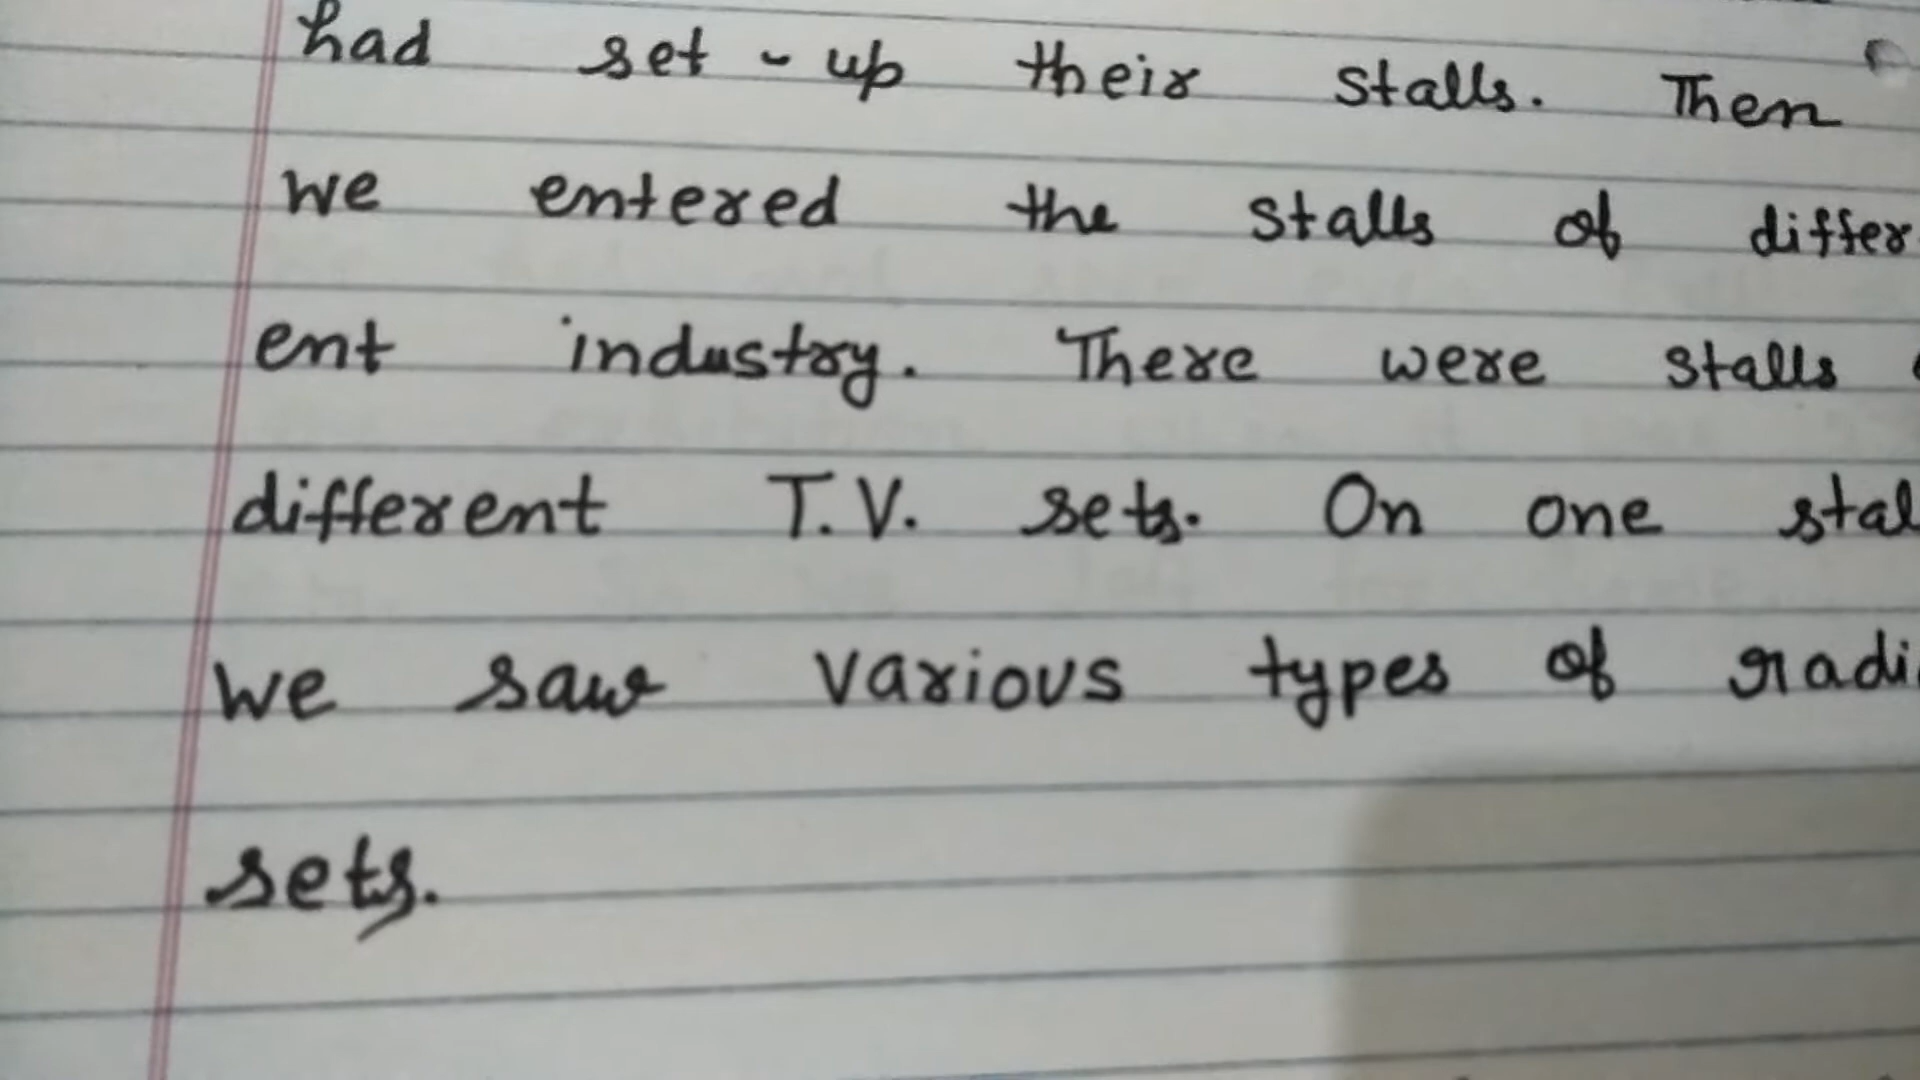 had set-up their stalls. Then
we entered the stalls of differ
ent industry. There were stalls
different T.V. sets. On one stal
we saw various types of radi
sets.